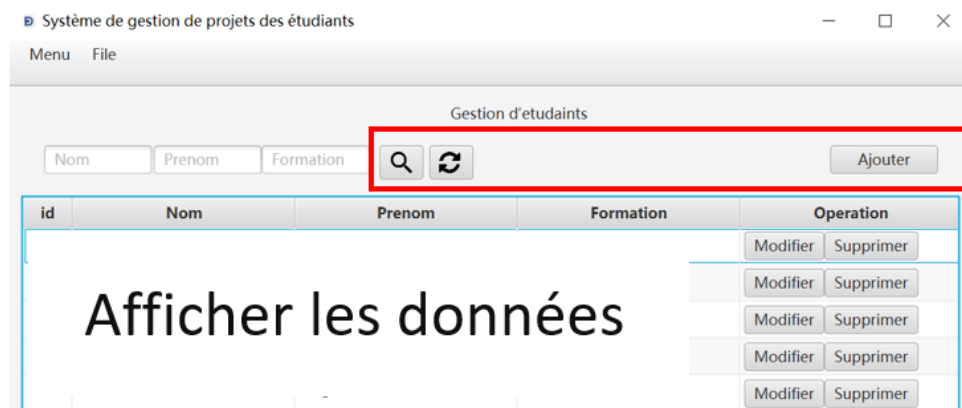 Système de gestion de projets des étudiants
Menu File
Gestion d'etudaints
Nom Prenom Formation Ajouter
id Nom Prenom Formation Operation
Modifier Supprimer
Modifier Supprimer
Afficher les données
Modifier Supprimer
Modifier Supprimer
Modifier Supprimer